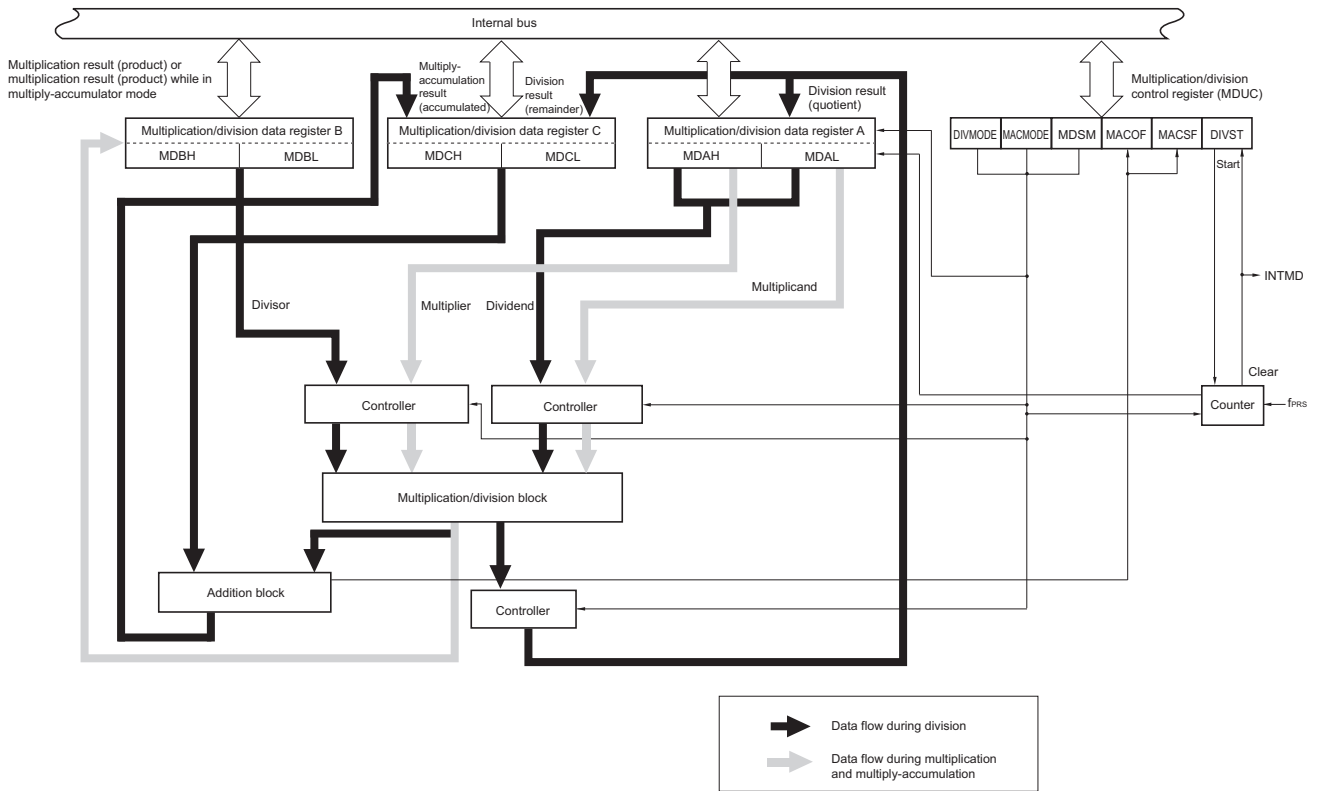 Internal bus
Multiplication result (product) or
multiplication result (product) while in
multiply-accumulator mode
Multiply-
accumulation
result
(accumulated)
Division
result
(remainder)
Division result
(quotient)
Multiplication/division
control register (MDUC)
Multiplication/division data register B
MDBH
MDBL
Multiplication/division data register C
MDCH
MDCL
Multiplication/division data register A
MDAH
MDAL
DIVMODE
MACMODE
MDSM
MACOF
MACSF
DIVST
Start
INTMD
Divisor
Multiplier
Dividend
Multiplicand
Clear
Controller
Controller
Counter
fPRS
Multiplication/division block
Addition block
Controller
Data flow during division
Data flow during multiplication
and multiply-accumulation